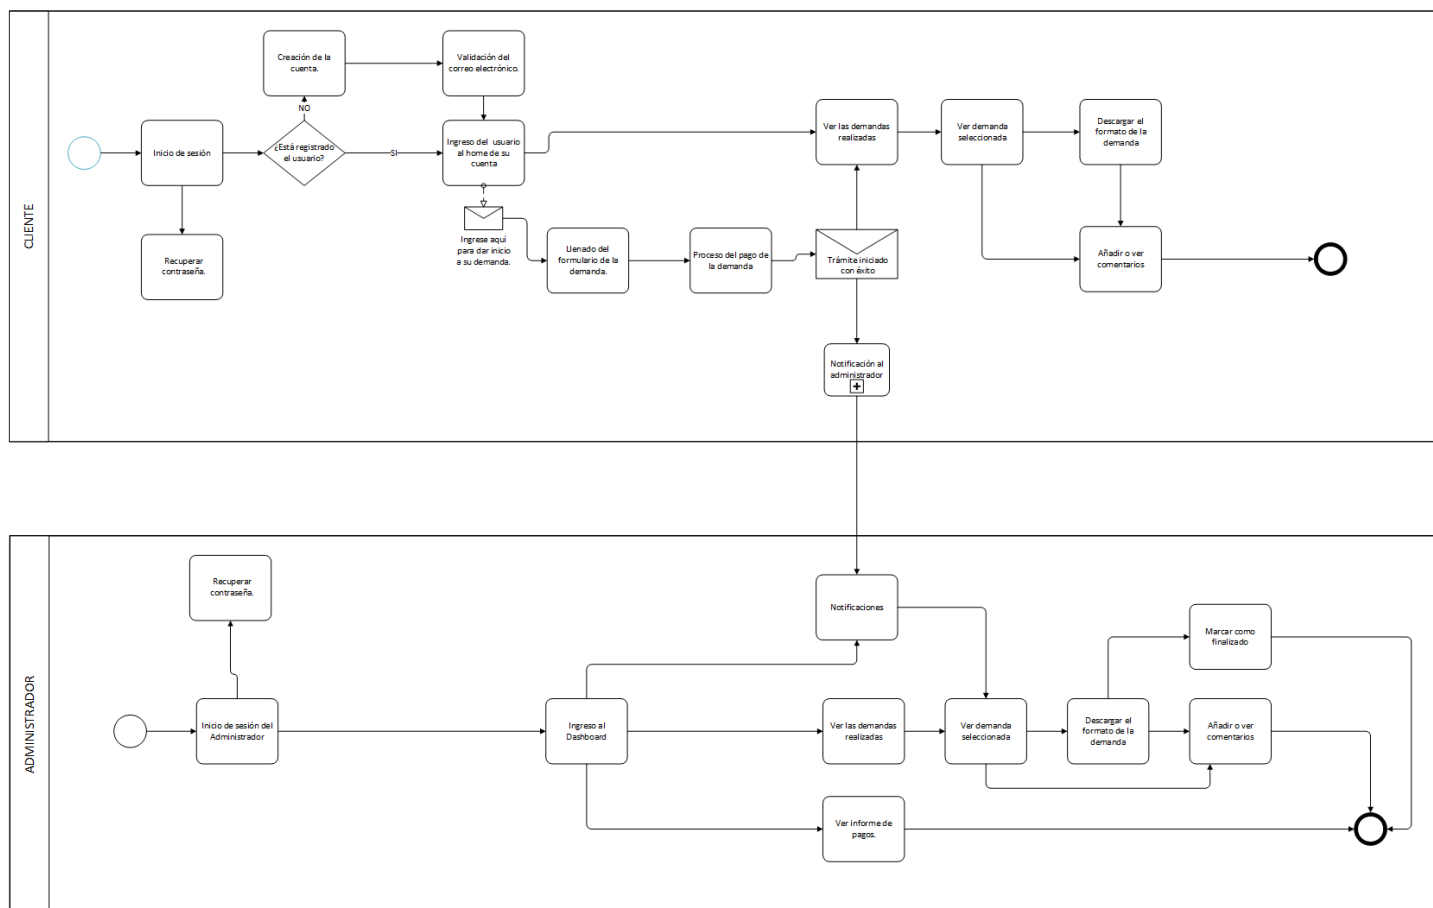 CLIENTE
Creación de la
cuenta.
Validación del
correo electrónico.
NO
Inicio de sesión
¿Está registrado
el usuario?
SI
Ingreso del usuario
al home de su
cuenta
Ver las demandas
realizadas
Ver demanda
seleccionada
Descargar el
formato de la
demanda
Recuperar
contraseña.
Ingrese aquí
para dar inicio
a su demanda.
Llenado del
formulario de la
demanda.
Proceso del pago de
la demanda
Trámite iniciado
con éxito
Añadir o ver
comentarios
Notificación al
administrador
ADMINISTRADOR
Recuperar
contraseña.
Notificaciones
Marcar como
finalizado
Inicio de sesión del
Administrador
Ingreso al
Dashboard
Ver las demandas
realizadas
Ver demanda
seleccionada
Descargar el
formato de la
demanda
Añadir o ver
comentarios
Ver informe de
pagos.